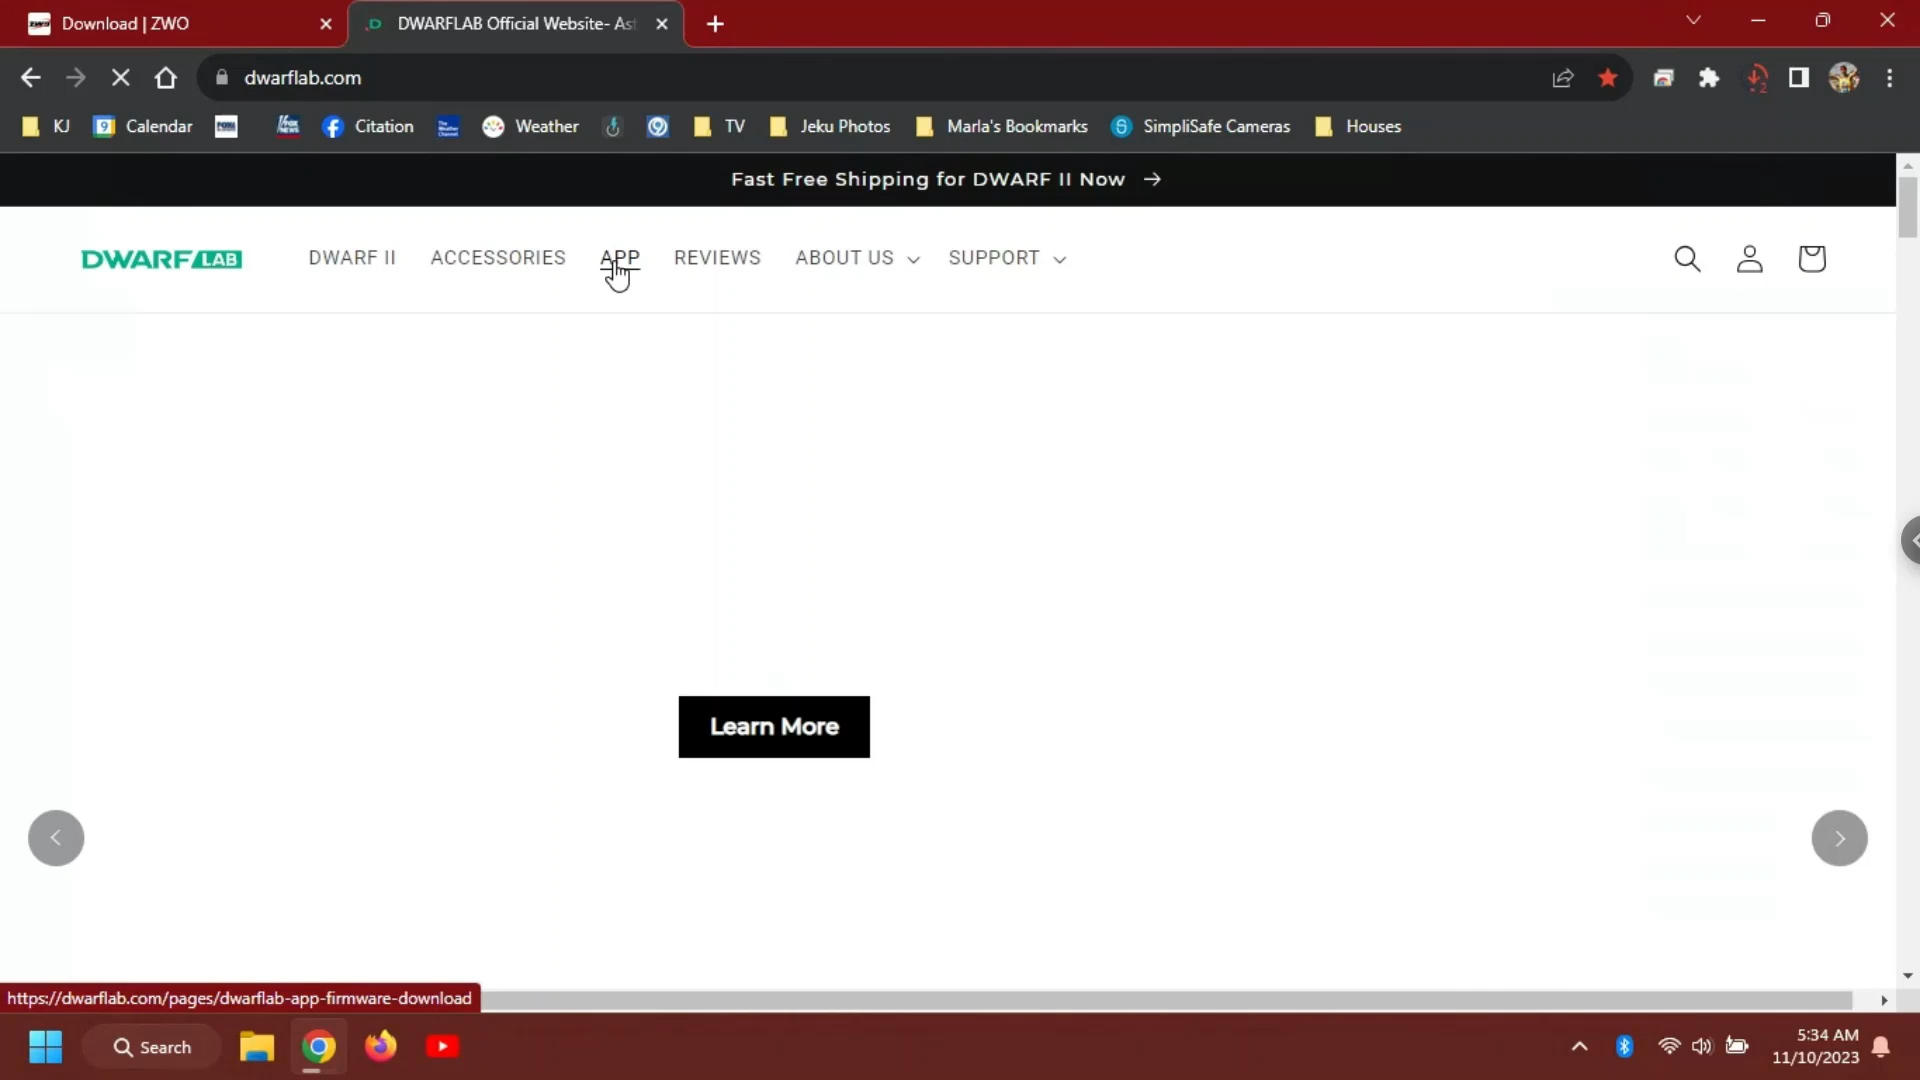 Download | ZWO
DWARFLAB Official Website- Ast
dwarflab.com
KJ
Calendar
Citation
Weather
TV
Jeku Photos
Marla's Bookmarks
SimpliSafe Cameras
Houses
Fast Free Shipping for DWARF II Now →
DWARFLAB
DWARF II
ACCESSORIES
APP
REVIEWS
ABOUT US
SUPPORT
Learn More
https://dwarflab.com/pages/dwarflab-app-firmware-download
Search
5:34 AM
11/10/2023